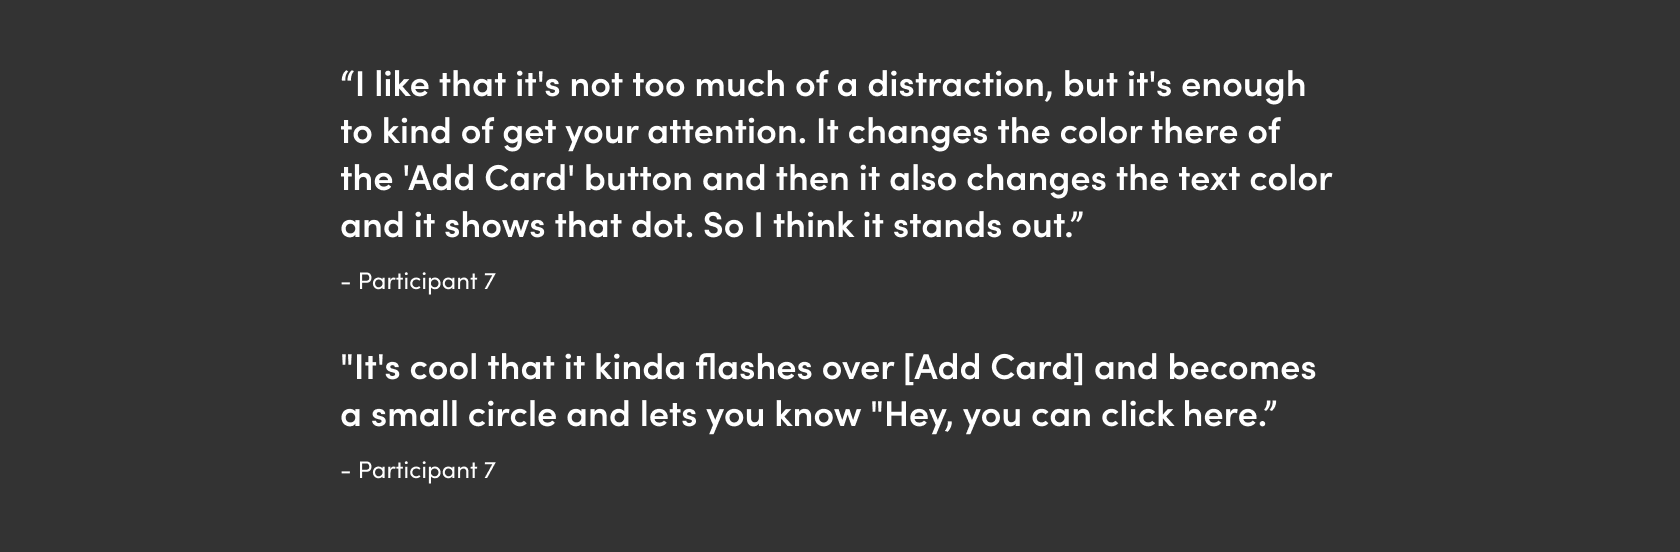 “I like that it's not too much of a distraction, but it's enough
to kind of get your attention. It changes the color there of
the 'Add Card' button and then it also changes the text color
and it shows that dot. So I think it stands out.”
- Participant 7
"It's cool that it kinda flashes over [Add Card] and becomes
a small circle and lets you know "Hey, you can click here.”
- Participant 7